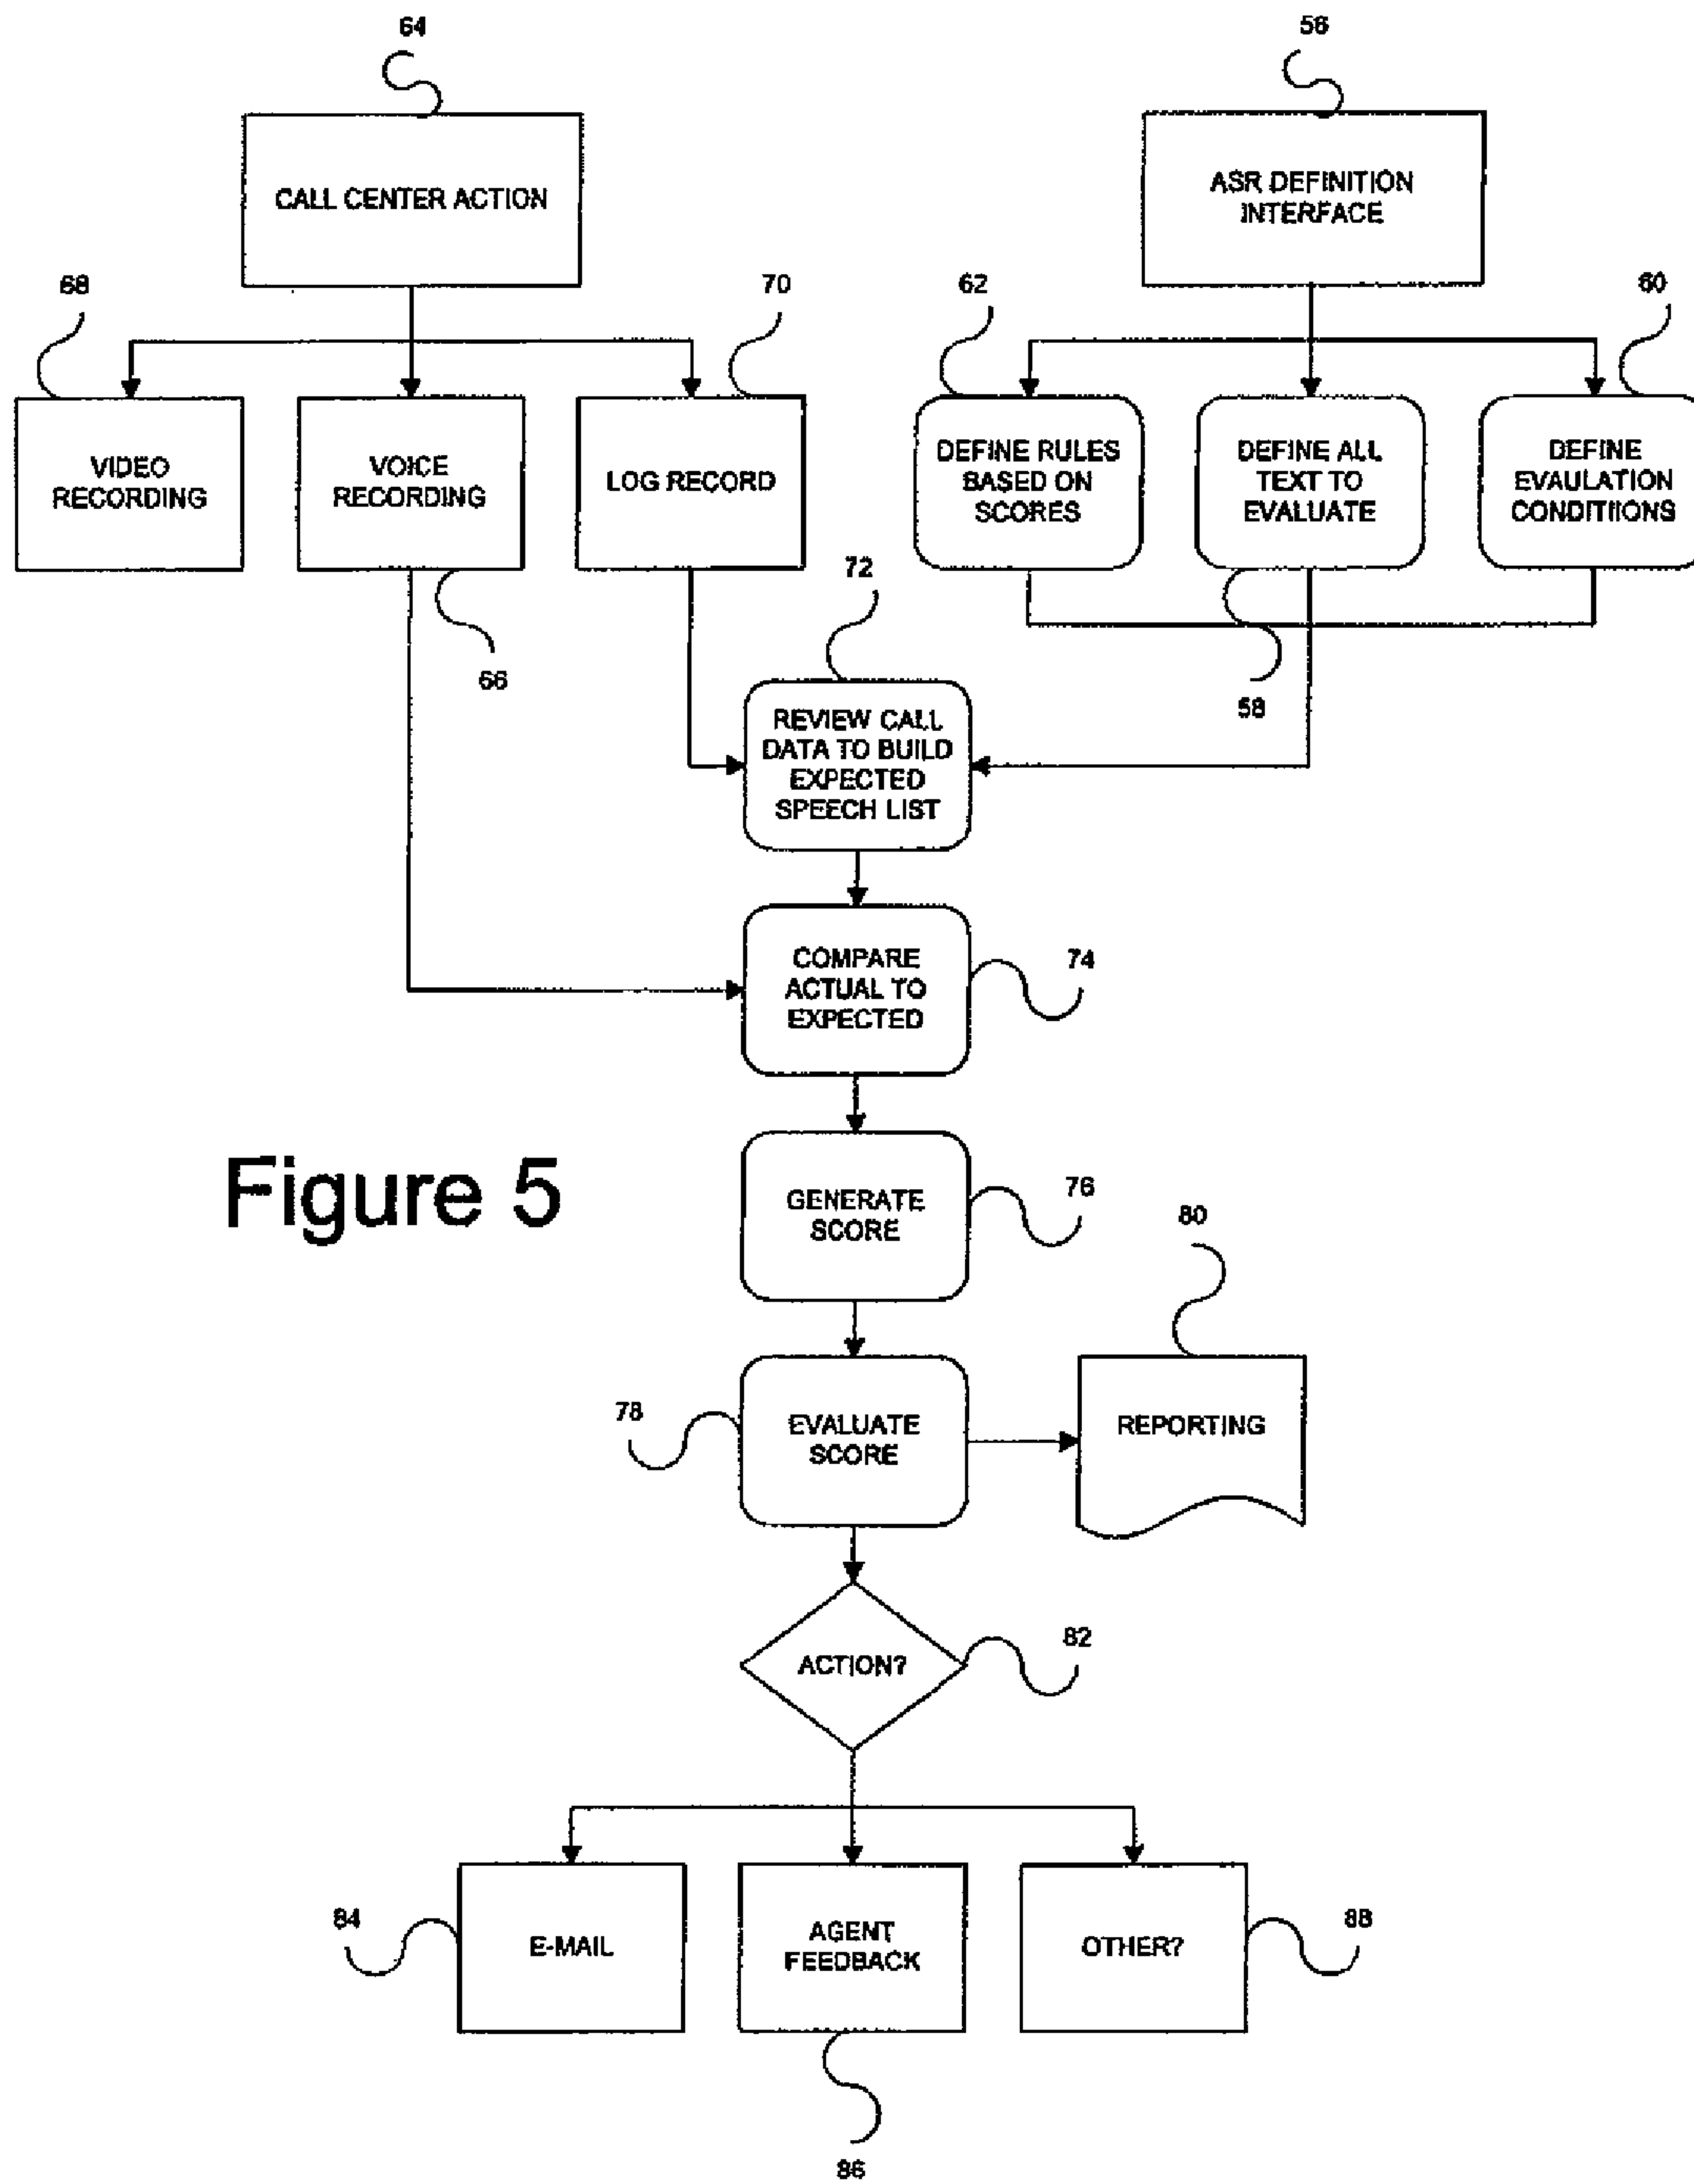 64
56
CALL CENTER ACTION
ASR DEFINITION
INTERFACE
68
70
62
60
VIDEO
RECORDING
VOICE
RECORDING
LOG RECORD
DEFINE RULES
BASED ON
SCORES
DEFINE ALL
TEXT TO
EVALUATE
DEFINE
EVAULATION
CONDITIIONS
72
66
58
REVIEW CALL
DATA TO BUILD
EXPECTED
SPEECH LIST
COMPARE
ACTUAL TO
EXPECTED
74
Figure 5
GENERATE
SCORE
76
80
78
EVALUATE
SCORE
REPORTING
ACTION?
82
84
E-MAIL
AGENT
FEEDBACK
OTHER?
88
86